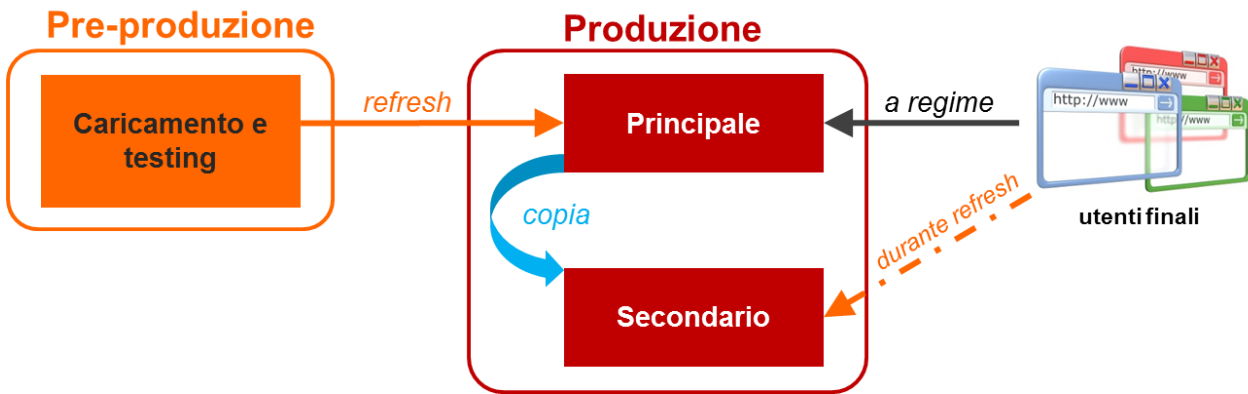 Pre-produzione
Produzione
Caricamento e
testing
refresh
Principale
a regime
http://www
http://www
http://www
copia
durante refresh
utenti finali
Secondario